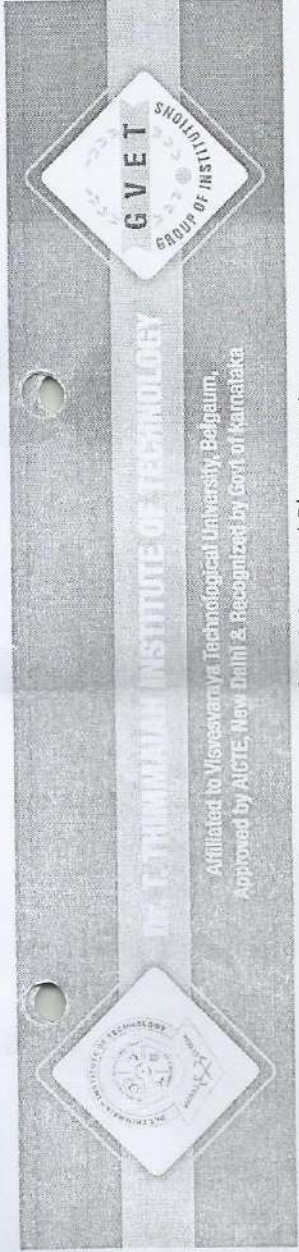 DR. T. THIMMAIAH INSTITUTE OF TECHNOLOGY
Affiliated to Visvesvaraya Technological University, Belgaum,
Approved by AICTE, New Delhi & Recognized by Govt of Karnataka
GVET
GROUP OF INSTITUTIONS